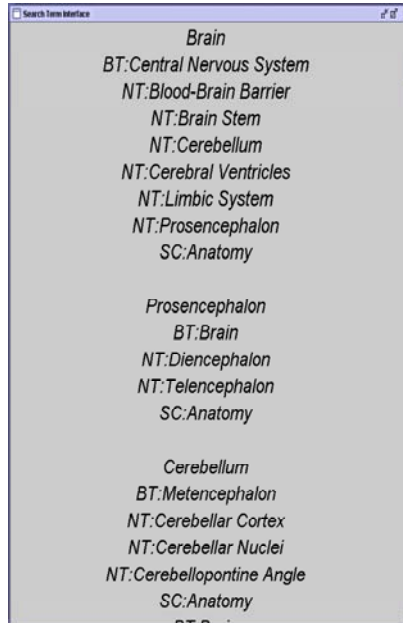 Search Term Interface
Brain
BT:Central Nervous System
NT:Blood-Brain Barrier
NT:Brain Stem
NT:Cerebellum
NT:Cerebral Ventricles
NT:Limbic System
NT:Prosencephalon
SC:Anatomy
Prosencephalon
BT:Brain
NT:Diencephalon
NT:Telencephalon
SC:Anatomy
Cerebellum
BT:Metencephalon
NT:Cerebellar Cortex
NT:Cerebellar Nuclei
NT:Cerebellopontine Angle
SC:Anatomy